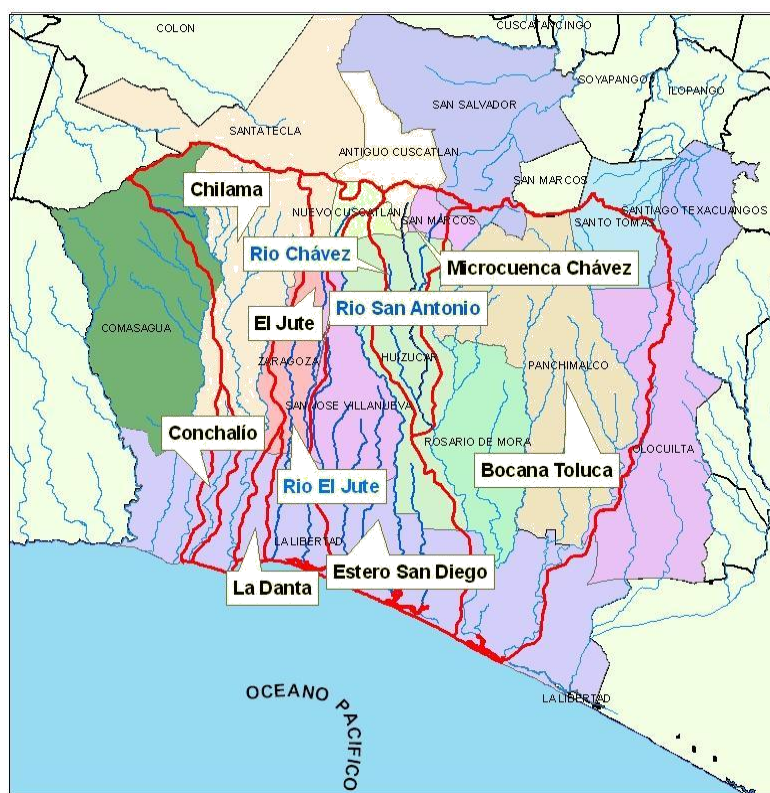 COLON
CUSCATANCINGO
SOYAPANGO
ILOPANGO
SAN SALVADOR
SANTATECLA
ANTIGUO CUSCATLAN
SAN MARCOS
Chilama
NUEVO CUSCATLAN
SAN MARCOS
SANTIAGO TEXACUANGOS
SANTO TOMAS
Rio Chávez
Microcuenca Chávez
Rio San Antonio
El Jute
COMASAGUA
ZARAGOZA
HUIZUCAR
PANCHIMALCO
SAN JOSE VILLANUEVA
Conchalío
ROSARIO DE MORA
OLOCUILTA
Bocana Toluca
Rio El Jute
LA LIBERTAD
Estero San Diego
La Danta
OCEANO PACIFICO
LA LIBERTAD